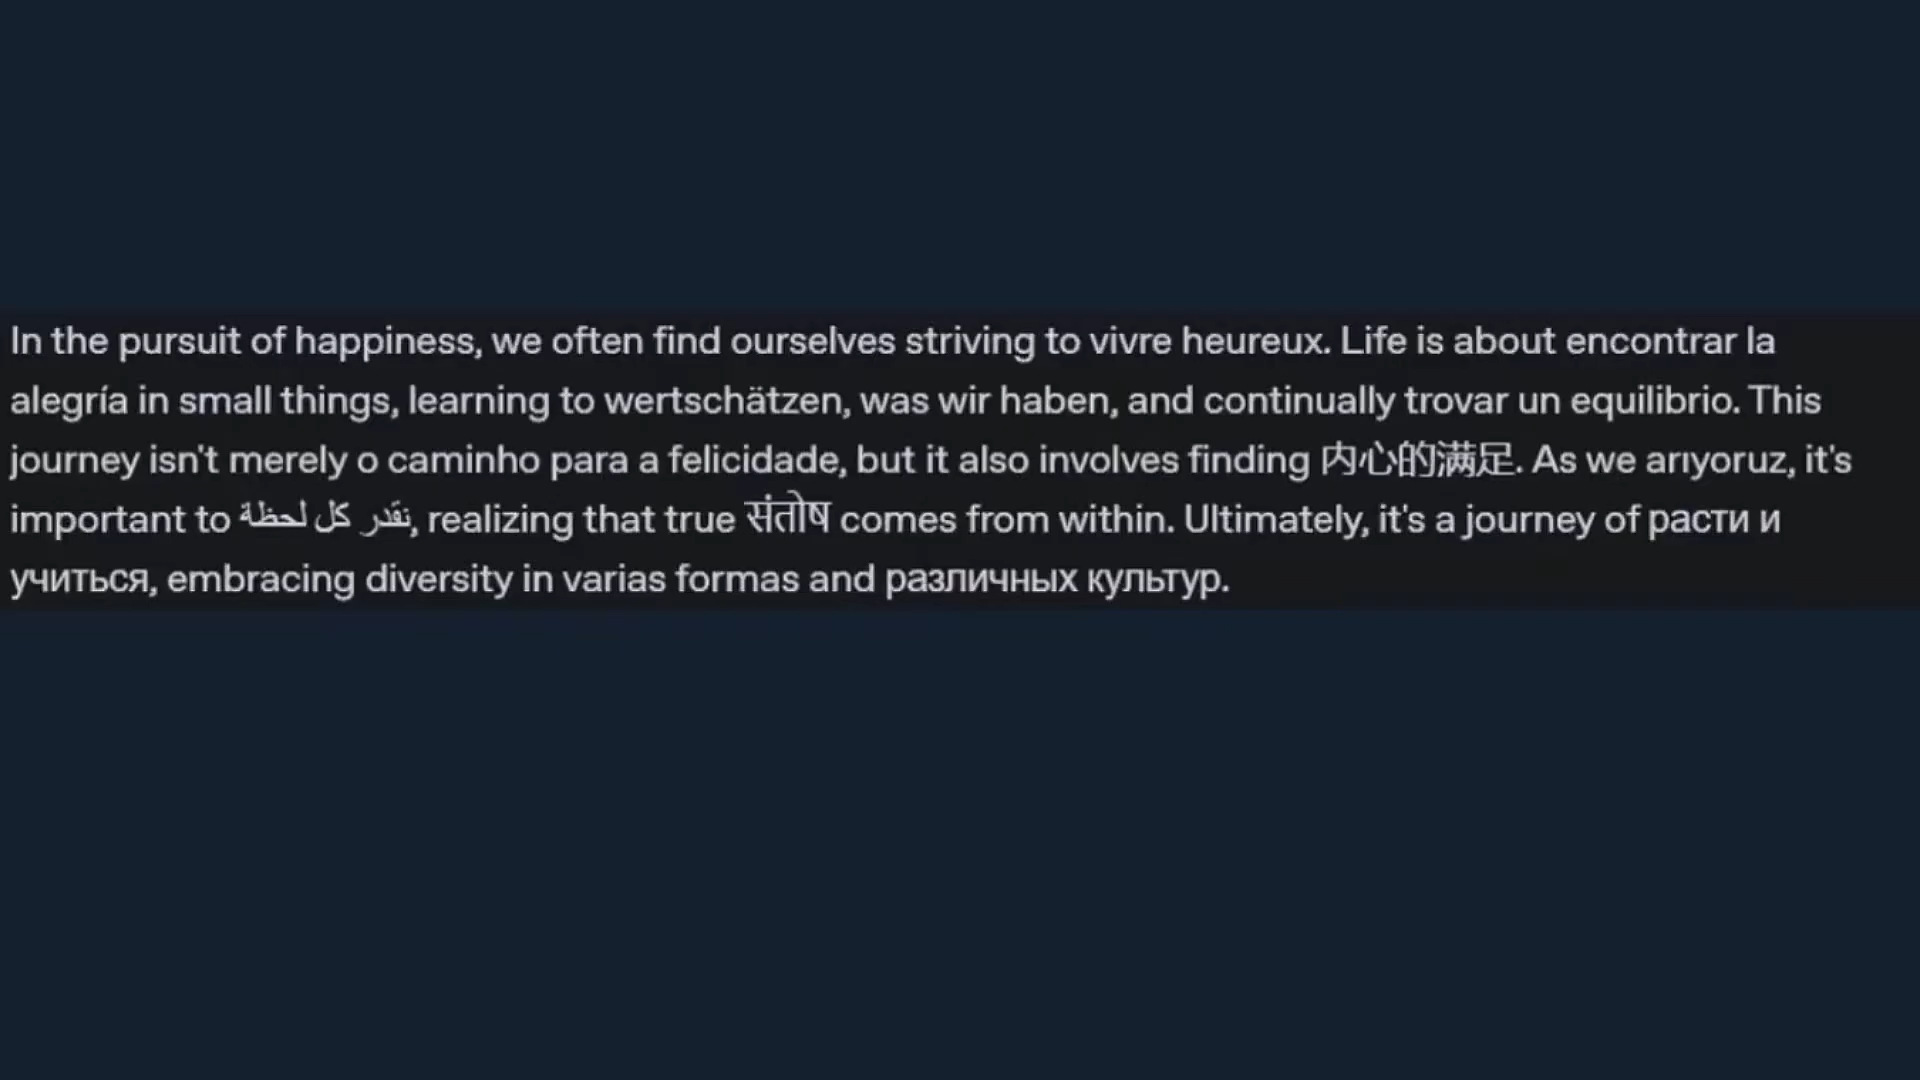 In the pursuit of happiness, we often find ourselves striving to vivre heureux. Life is about encontrar la
alegría in small things, learning to wertschätzen, was wir haben, and continually trovar un equilibrio. This
journey isn't merely o caminho para a felicidade, but it also involves finding 内心的满足. As we arıyoruz, it's
important to نقدر كل لحظة, realizing that true संतोष comes from within. Ultimately, it's a journey of расти и
учиться, embracing diversity in varias formas and различных культур.